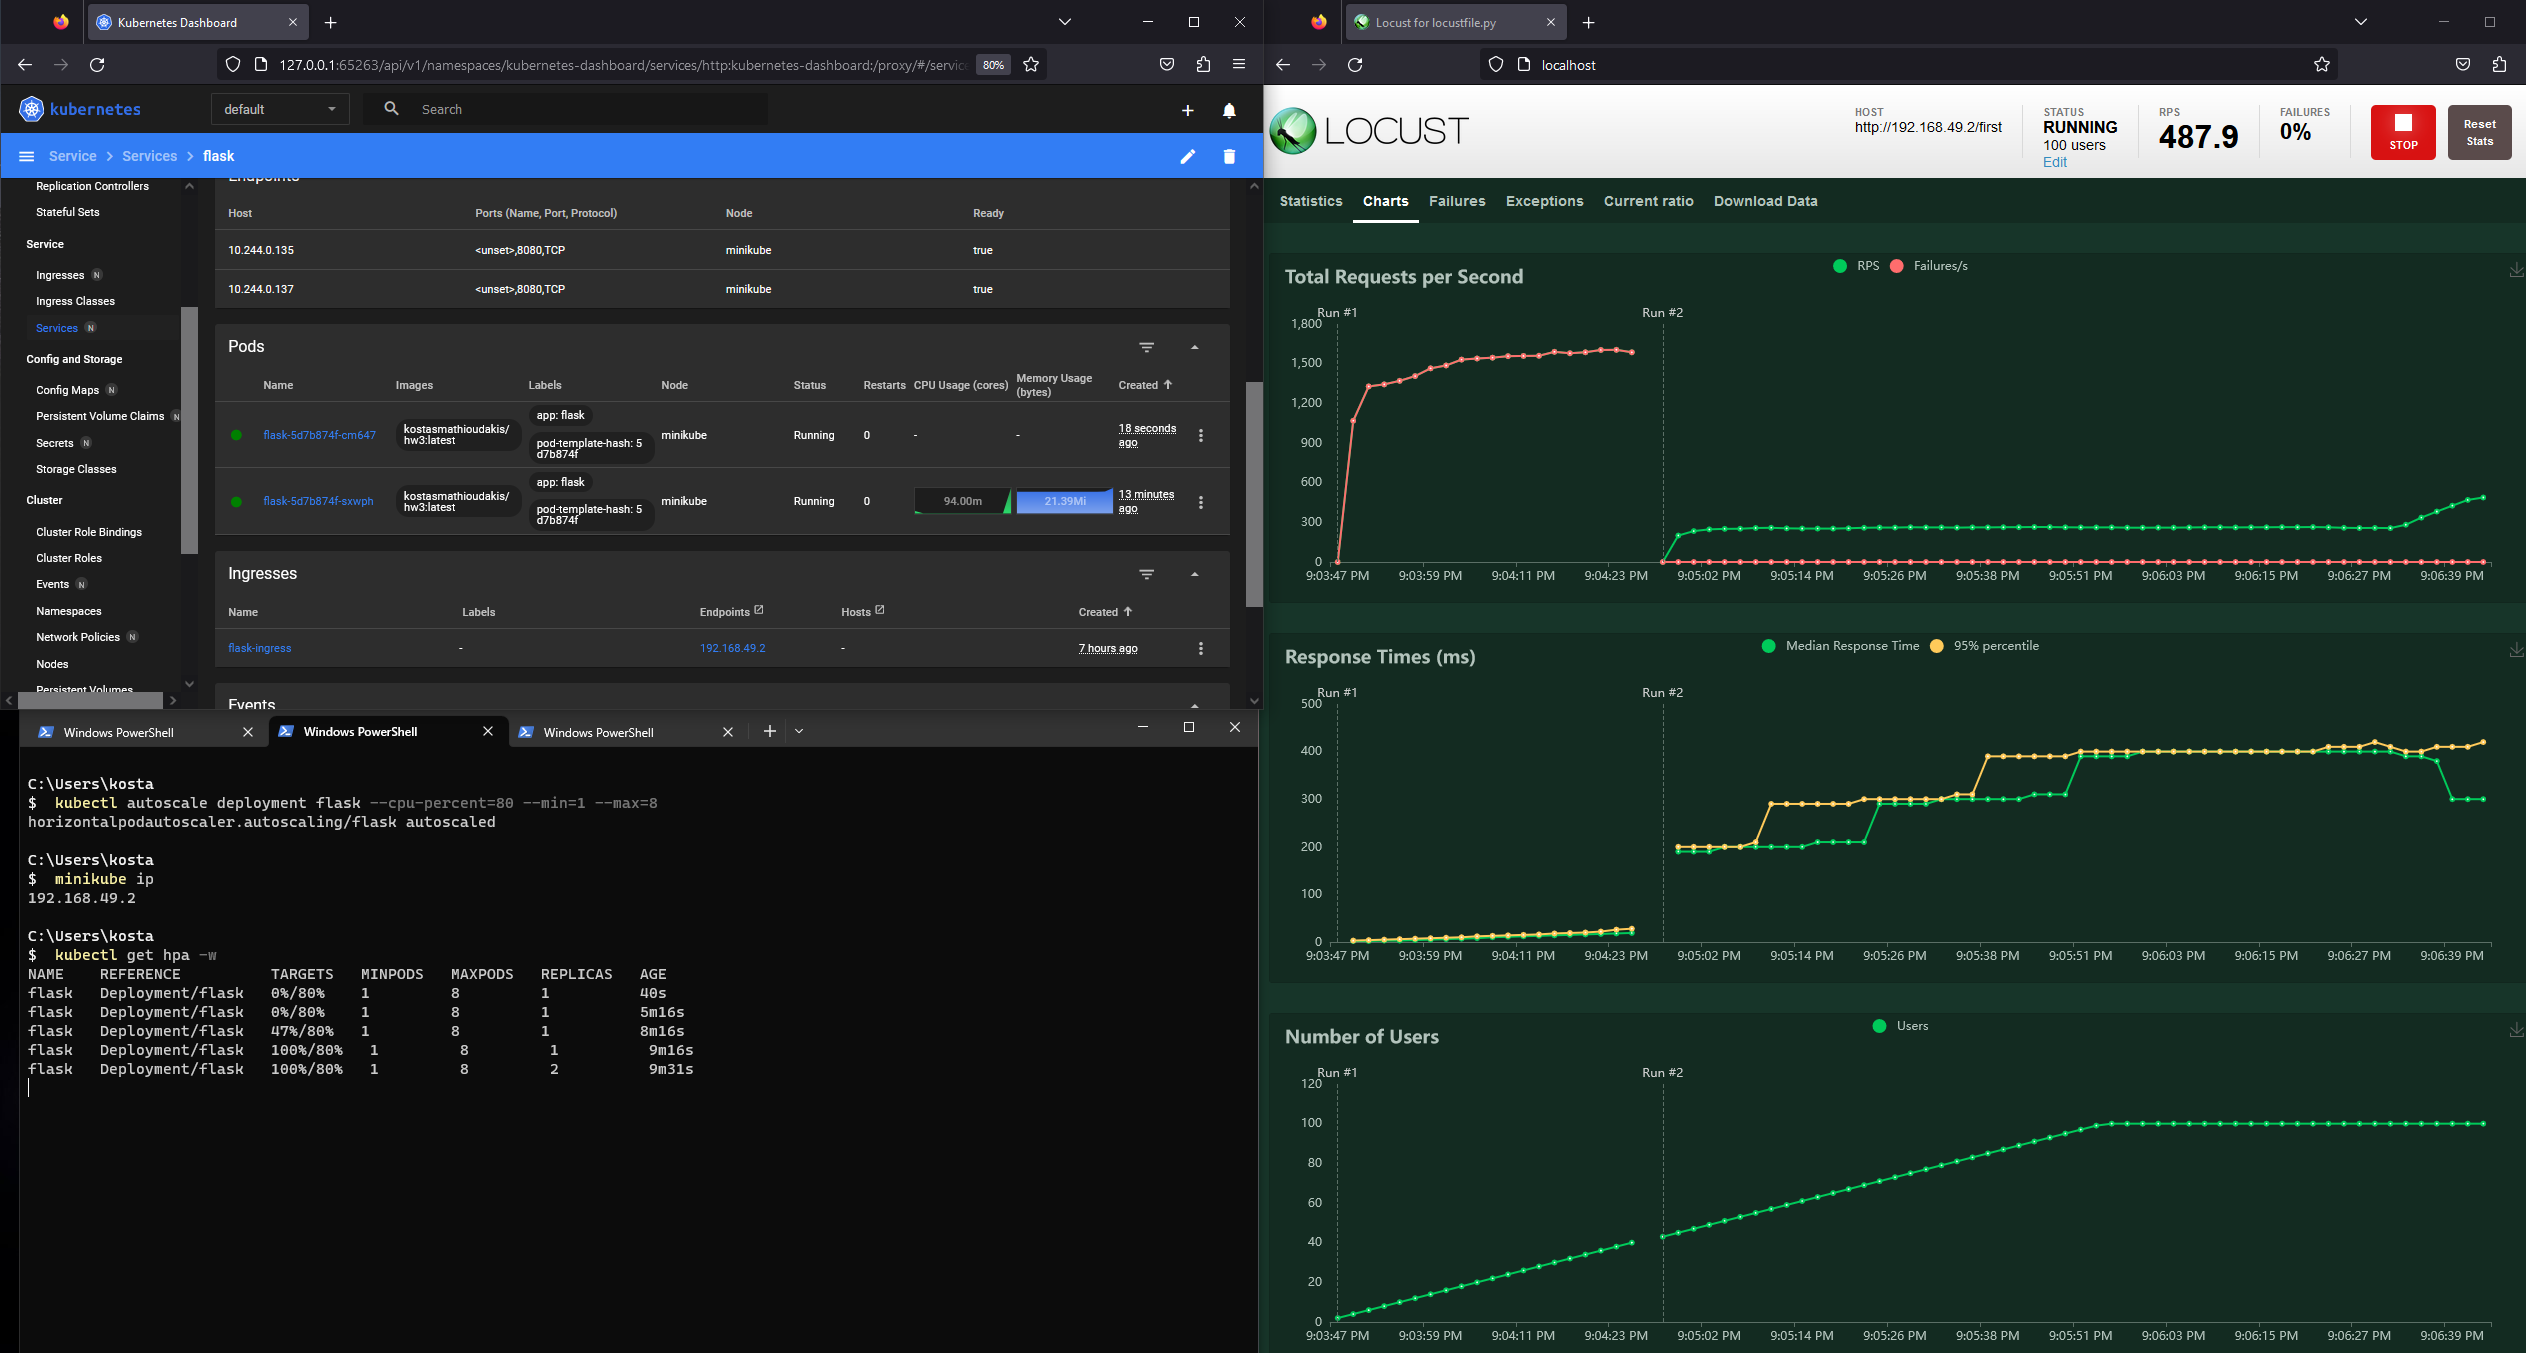 Kubernetes Dashboard
127.0.0.1:65263/api/v1/namespaces/kubernetes-dashboard/services/http:kubernetes-dashboard:/proxy/#/servic
80%
kubernetes
default
Search
Service > Services > flask
Replication Controllers
Stateful Sets
Service
Ingresses N
Ingress Classes
Services N
Config and Storage
Config Maps N
Persistent Volume Claims N
Secrets N
Storage Classes
Cluster
Cluster Role Bindings
Cluster Roles
Events N
Namespaces
Network Policies N
Nodes
Persistent Volumes
Endpoints
Host Ports (Name, Port, Protocol) Node Ready
10.244.0.135 <unset>,8080,TCP minikube true
10.244.0.137 <unset>,8080,TCP minikube true
Pods
Name Images Labels Node Status Restarts CPU Usage (cores) Memory Usage (bytes) Created
flask-5d7b874f-cm647 kostasmathioudakis/hw3:latest app: flask pod-template-hash: 5d7b874f minikube Running 0 - - 18 seconds ago
flask-5d7b874f-sxwph kostasmathioudakis/hw3:latest app: flask pod-template-hash: 5d7b874f minikube Running 0 94.00m 21.39Mi 13 minutes ago
Ingresses
Name Labels Endpoints Hosts Created
flask-ingress - 192.168.49.2 - 7 hours ago
Events
Windows PowerShell
Windows PowerShell
Windows PowerShell
C:\Users\kosta
$ kubectl autoscale deployment flask --cpu-percent=80 --min=1 --max=8
horizontalpodautoscaler.autoscaling/flask autoscaled
C:\Users\kosta
$ minikube ip
192.168.49.2
C:\Users\kosta
$ kubectl get hpa -w
NAME REFERENCE TARGETS MINPODS MAXPODS REPLICAS AGE
flask Deployment/flask 0%/80% 1 8 1 40s
flask Deployment/flask 0%/80% 1 8 1 5m16s
flask Deployment/flask 47%/80% 1 8 1 8m16s
flask Deployment/flask 100%/80% 1 8 1 9m16s
flask Deployment/flask 100%/80% 1 8 2 9m31s
Locust for locustfile.py
localhost
LOCUST
HOST
http://192.168.49.2/first
STATUS
RUNNING
100 users
Edit
RPS
487.9
FAILURES
0%
STOP
Reset
Stats
Statistics Charts Failures Exceptions Current ratio Download Data
Total Requests per Second
RPS Failures/s
Run #1 Run #2
1,800
1,500
1,200
900
600
300
0
9:03:47 PM 9:03:59 PM 9:04:11 PM 9:04:23 PM 9:05:02 PM 9:05:14 PM 9:05:26 PM 9:05:38 PM 9:05:51 PM 9:06:03 PM 9:06:15 PM 9:06:27 PM 9:06:39 PM
Response Times (ms)
Median Response Time 95% percentile
Run #1 Run #2
500
400
300
200
100
0
9:03:47 PM 9:03:59 PM 9:04:11 PM 9:04:23 PM 9:05:02 PM 9:05:14 PM 9:05:26 PM 9:05:38 PM 9:05:51 PM 9:06:03 PM 9:06:15 PM 9:06:27 PM 9:06:39 PM
Number of Users
Users
Run #1 Run #2
120
100
80
60
40
20
0
9:03:47 PM 9:03:59 PM 9:04:11 PM 9:04:23 PM 9:05:02 PM 9:05:14 PM 9:05:26 PM 9:05:38 PM 9:05:51 PM 9:06:03 PM 9:06:15 PM 9:06:27 PM 9:06:39 PM